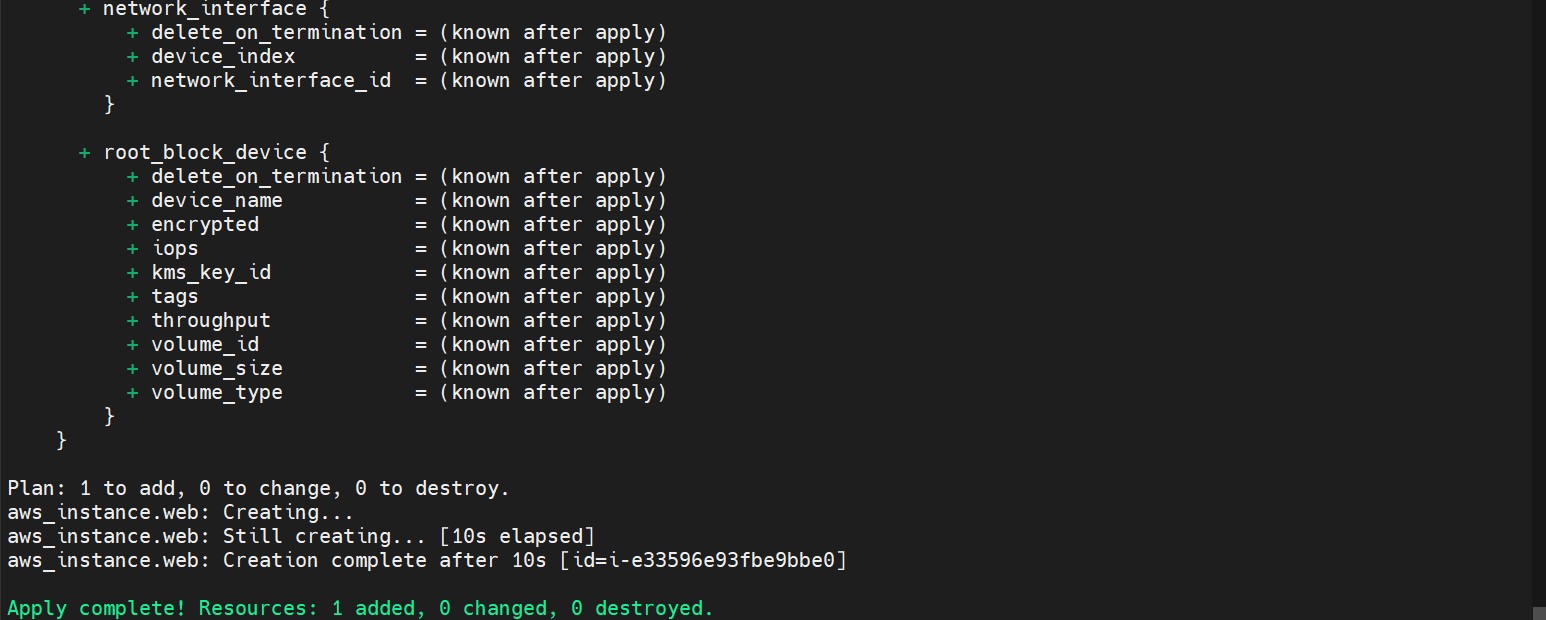 + network_interface {
+ delete_on_termination = (known after apply)
+ device_index = (known after apply)
+ network_interface_id = (known after apply)
}
+ root_block_device {
+ delete_on_termination = (known after apply)
+ device_name = (known after apply)
+ encrypted = (known after apply)
+ iops = (known after apply)
+ kms_key_id = (known after apply)
+ tags = (known after apply)
+ throughput = (known after apply)
+ volume_id = (known after apply)
+ volume_size = (known after apply)
+ volume_type = (known after apply)
}
}
Plan: 1 to add, 0 to change, 0 to destroy.
aws_instance.web: Creating...
aws_instance.web: Still creating... [10s elapsed]
aws_instance.web: Creation complete after 10s [id=i-e33596e93fbe9bbe0]
Apply complete! Resources: 1 added, 0 changed, 0 destroyed.